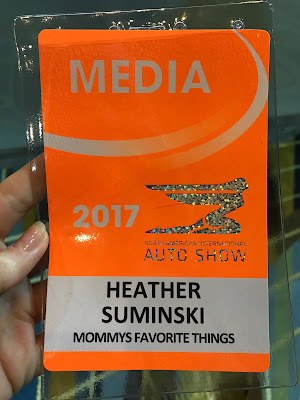 MEDIA
2017
NORTH AMERICAN INTERNATIONAL
AUTO SHOW
HEATHER
SUMINSKI
MOMMYS FAVORITE THINGS